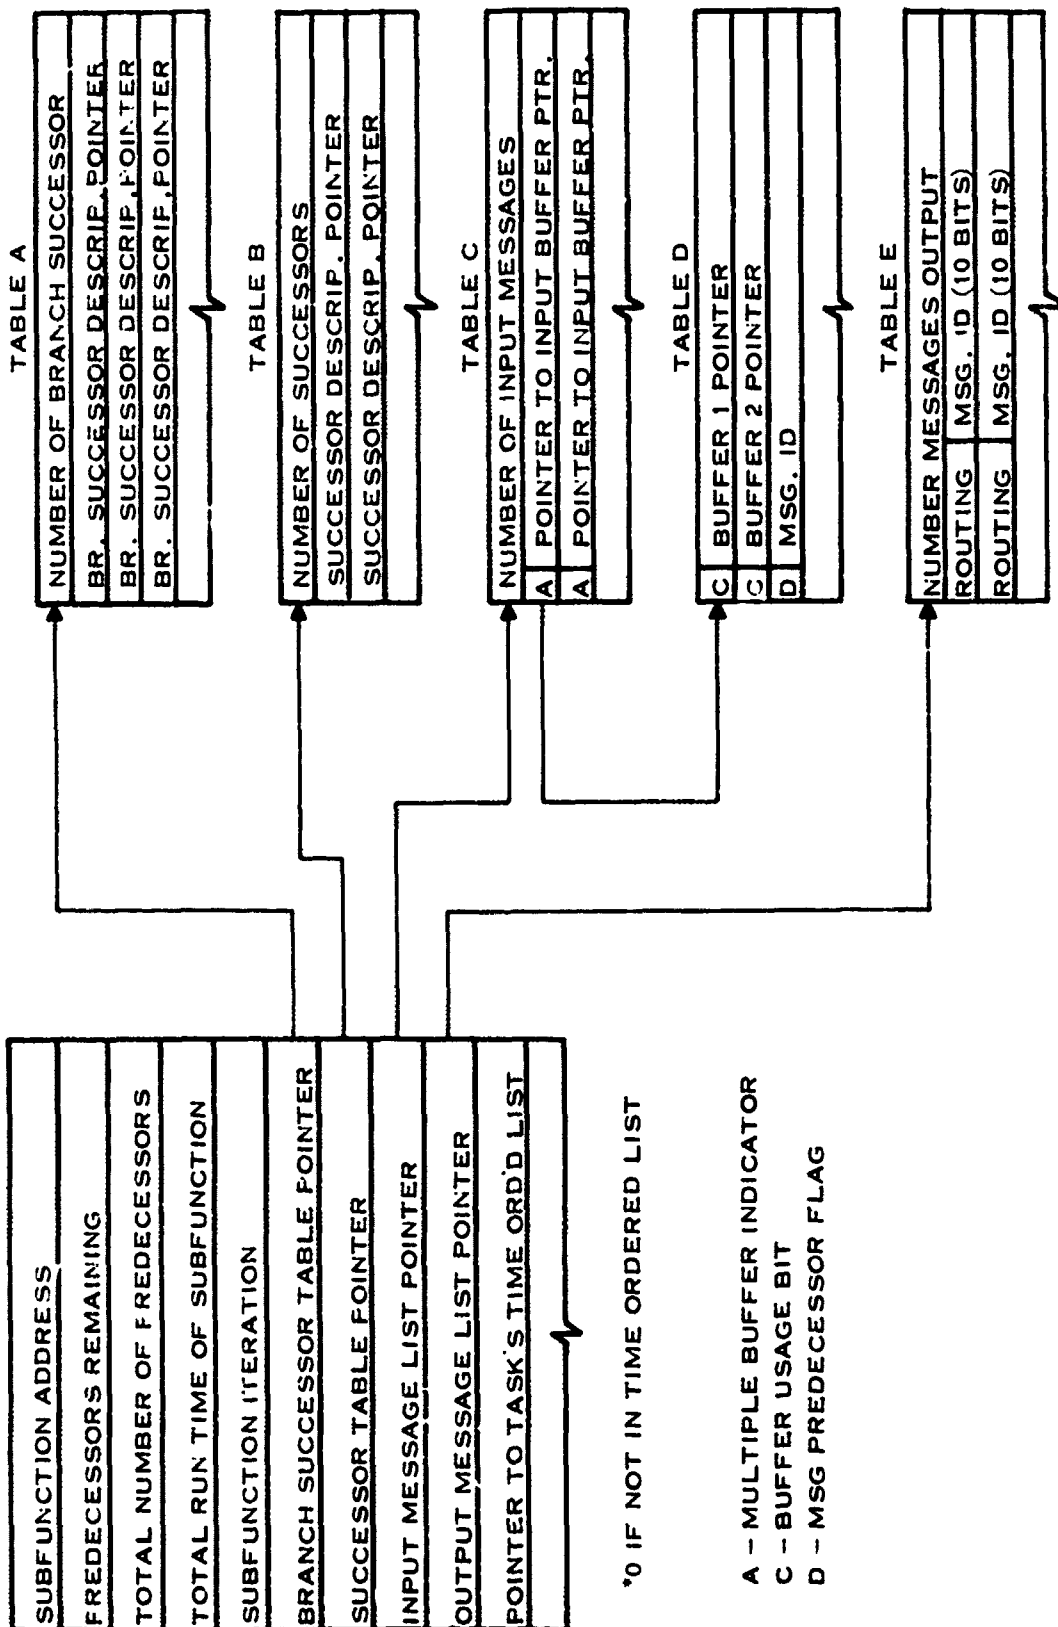 SUBFUNCTION ADDRESS
FREDECESSORS REMAINING
TOTAL NUMBER OF FREDECESSORS
TOTAL RUN TIME OF SUBFUNCTION
SUBFUNCTION ITERATION
BRANCH SUCCESSOR TABLE POINTER
SUCCESSOR TABLE POINTER
INPUT MESSAGE LIST POINTER
OUTPUT MESSAGE LIST POINTER
POINTER TO TASK'S TIME ORD'D LIST
*0 IF NOT IN TIME ORDERED LIST
A – MULTIPLE BUFFER INDICATOR
C – BUFFER USAGE BIT
D – MSG PREDECESSOR FLAG
TABLE A
NUMBER OF BRANCH SUCCESSOR
BR. SUCCESSOR DESCRIP. POINTER
BR. SUCCESSOR DESCRIF. POINTER
BR. SUCCESSOR DESCRIF. POINTER
TABLE B
NUMBER OF SUCCESSORS
SUCCESSOR DESCRIP. POINTER
SUCCESSOR DESCRIP. POINTER
TABLE C
NUMBER OF INPUT MESSAGES
A POINTER TO INPUT BUFFER PTR.
A POINTER TO INPUT BUFFER PTR.
TABLE D
C BUFFER 1 POINTER
C BUFFER 2 POINTER
D MSG. ID
TABLE E
NUMBER MESSAGES OUTPUT
ROUTING MSG. ID (10 BITS)
ROUTING MSG. ID (10 BITS)